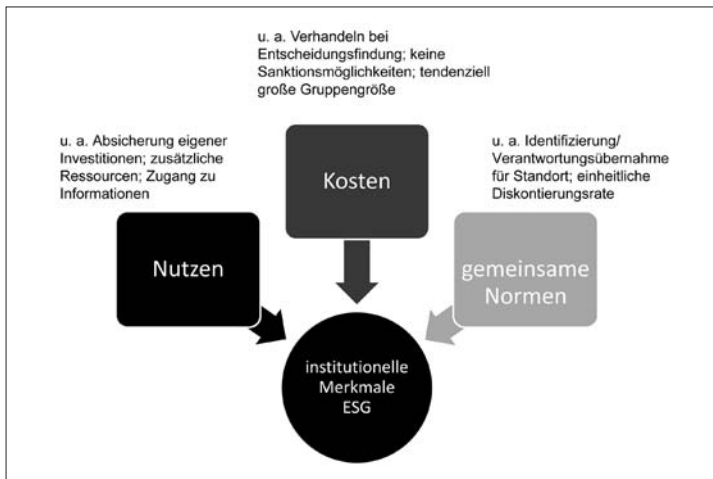 u. a. Verhandeln bei
Entscheidungsfindung; keine
Sanktionsmöglichkeiten; tendenziell
große Gruppengröße
u. a. Absicherung eigener
Investitionen; zusätzliche
Ressourcen; Zugang zu
Informationen
u. a. Identifizierung/
Verantwortungsübernahme
für Standort; einheitliche
Diskontierungsrate
Kosten
Nutzen
gemeinsame
Normen
institutionelle
Merkmale
ESG